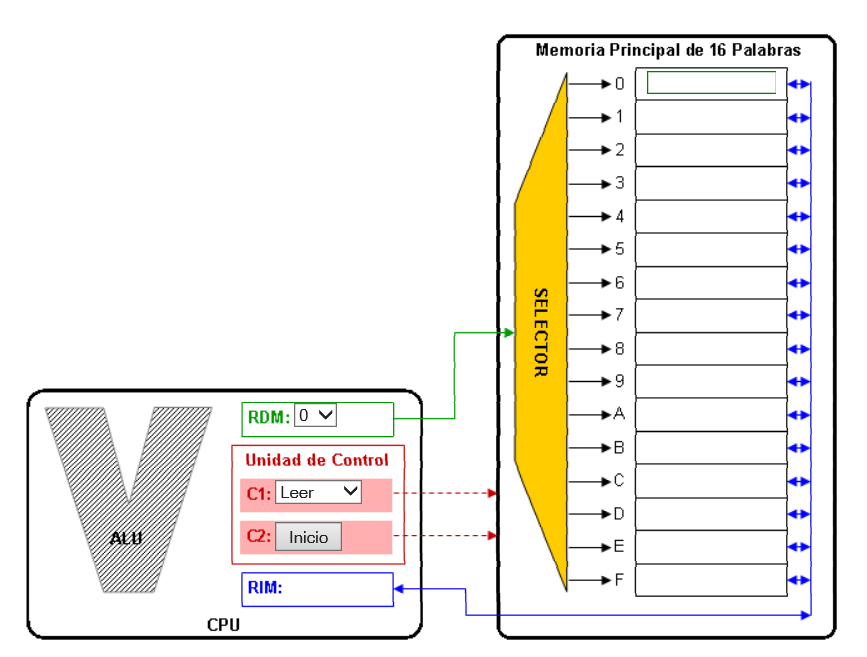 Memoria Principal de 16 Palabras
0
1
2
3
4
5
6
7
8
9
A
B
C
D
E
F
SELECTOR
RDM: 0
Unidad de Control
C1: Leer
C2: Inicio
RIM:
ALU
CPU